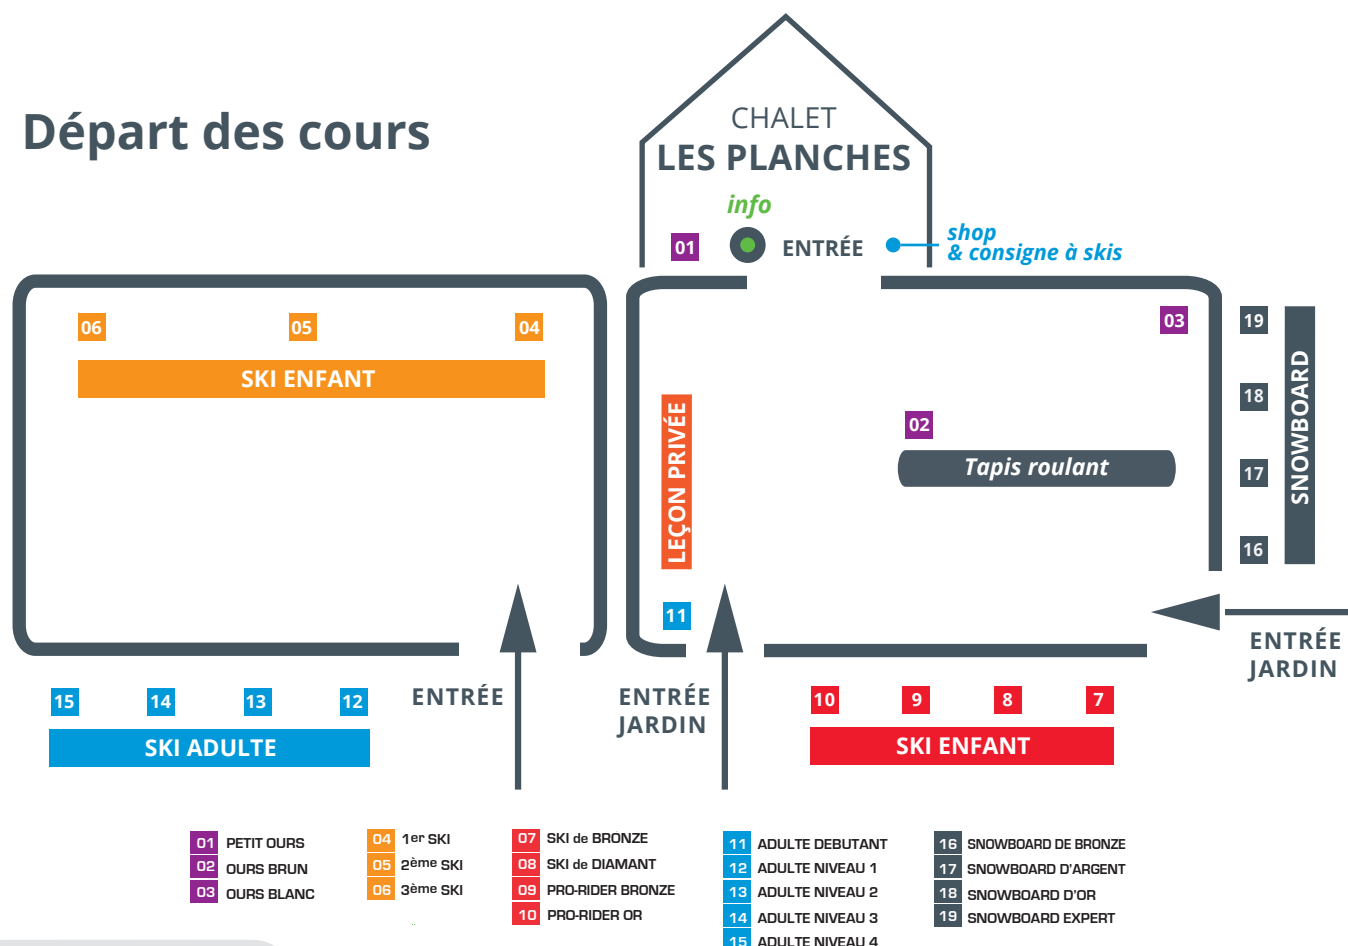 Départ des cours
CHALET
LES PLANCHES
info
01
ENTRÉE
shop
& consigne à skis
06
05
04
SKI ENFANT
03
19
18
17
16
SNOWBOARD
LEÇON PRIVÉE
02
Tapis roulant
11
ENTRÉE
JARDIN
15
14
13
12
SKI ADULTE
ENTRÉE
ENTRÉE
JARDIN
10
9
8
7
SKI ENFANT
01 PETIT OURS
02 OURS BRUN
03 OURS BLANC
04 1er SKI
05 2ème SKI
06 3ème SKI
07 SKI de BRONZE
08 SKI de DIAMANT
09 PRO-RIDER BRONZE
10 PRO-RIDER OR
11 ADULTE DEBUTANT
12 ADULTE NIVEAU 1
13 ADULTE NIVEAU 2
14 ADULTE NIVEAU 3
15 ADULTE NIVEAU 4
16 SNOWBOARD DE BRONZE
17 SNOWBOARD D'ARGENT
18 SNOWBOARD D'OR
19 SNOWBOARD EXPERT